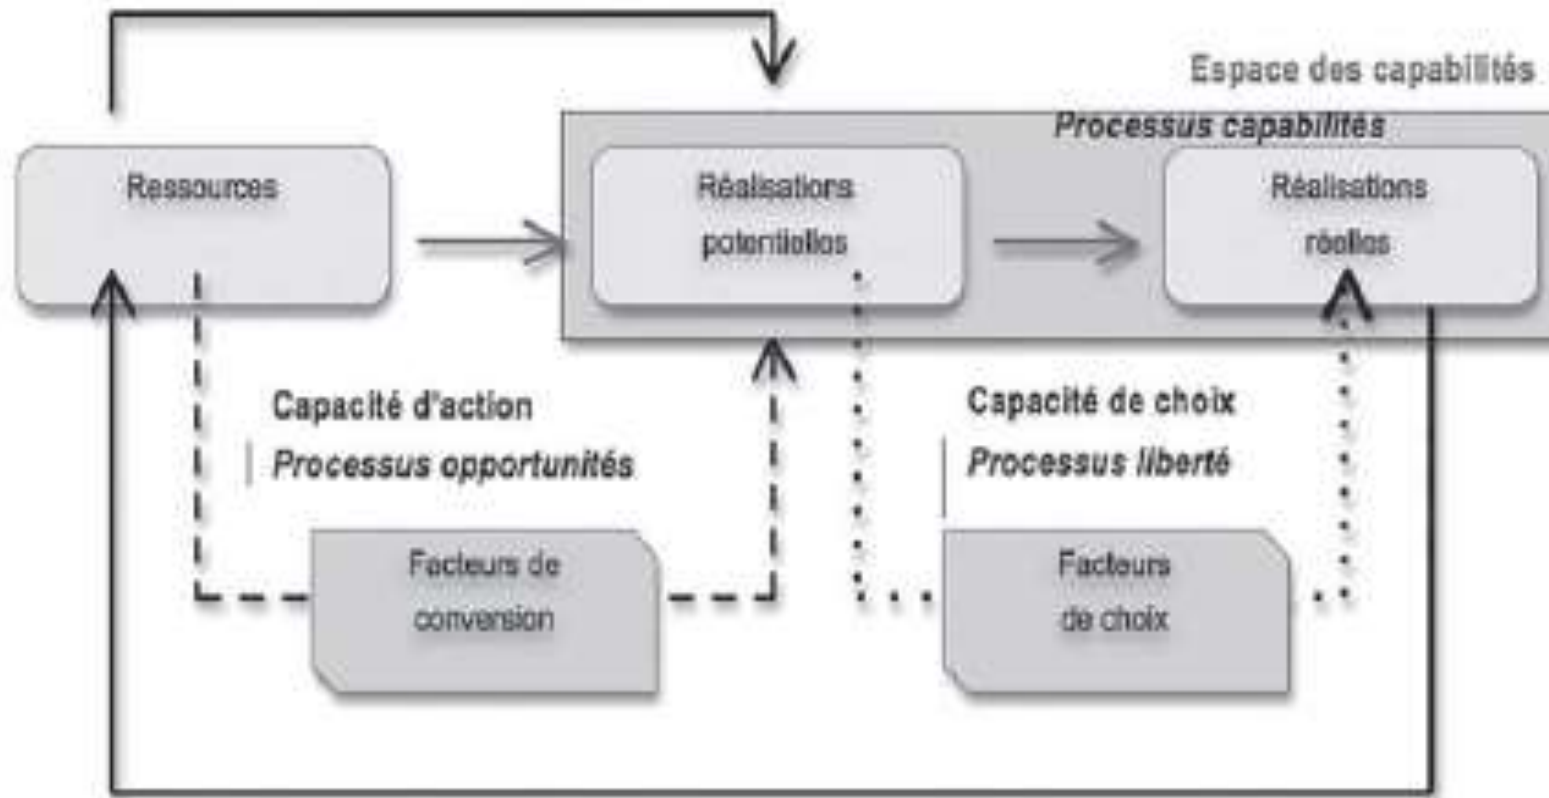 Espace des capabilités
Processus capabilités
Ressources
Réalisations
potentielles
Réalisations
réelles
Capacité d'action
Processus opportunités
Capacité de choix
Processus liberté
Facteurs de
conversion
Facteurs
de choix